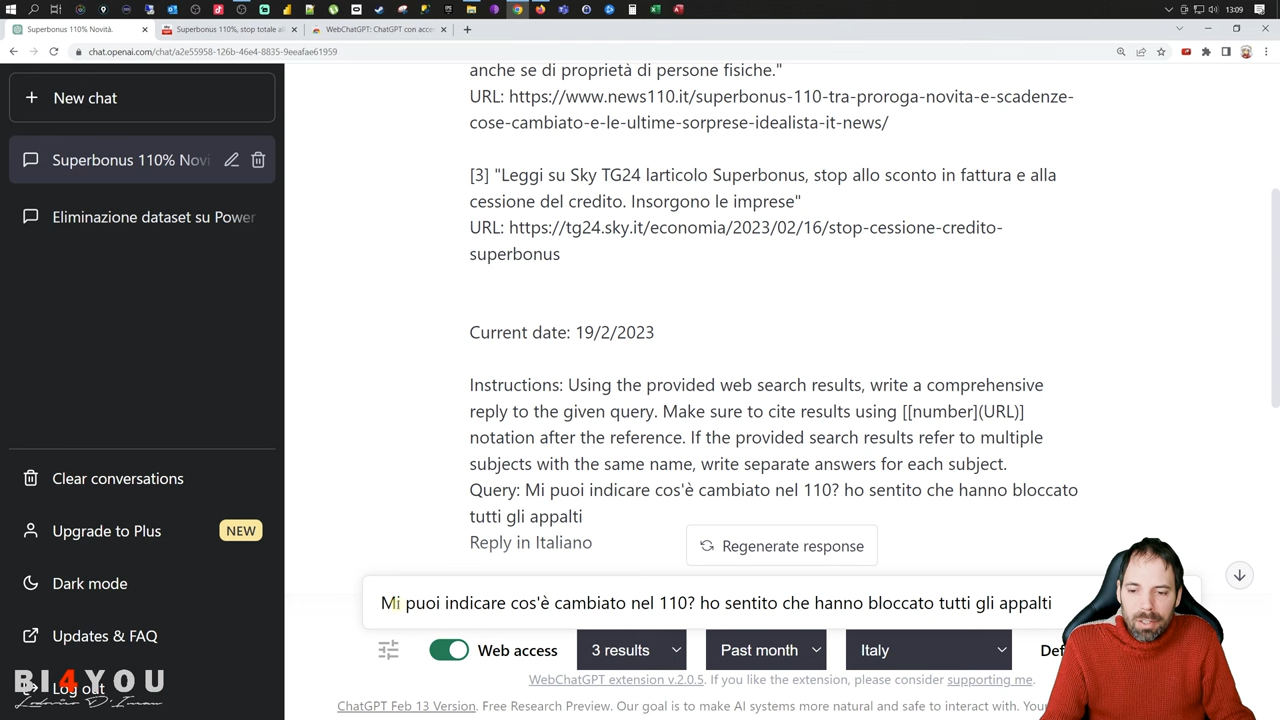 13:09
Superbonus 110% Novità.
Superbonus 110%, stop totale al
WebChatGPT: ChatGPT con acce
chat.openai.com/chat/a2e55958-126b-46e4-8835-9eeafae61959
New chat
Superbonus 110% Novi
Eliminazione dataset su Power
Clear conversations
Upgrade to Plus
NEW
Dark mode
Updates & FAQ
Log out
BI4YOU
anche se di proprietà di persone fisiche."
URL: https://www.news110.it/superbonus-110-tra-proroga-novita-e-scadenze-
cose-cambiato-e-le-ultime-sorprese-idealista-it-news/
[3] "Leggi su Sky TG24 larticolo Superbonus, stop allo sconto in fattura e alla
cessione del credito. Insorgono le imprese"
URL: https://tg24.sky.it/economia/2023/02/16/stop-cessione-credito-
superbonus
Current date: 19/2/2023
Instructions: Using the provided web search results, write a comprehensive
reply to the given query. Make sure to cite results using [[number](URL)]
notation after the reference. If the provided search results refer to multiple
subjects with the same name, write separate answers for each subject.
Query: Mi puoi indicare cos'è cambiato nel 110? ho sentito che hanno bloccato
tutti gli appalti
Reply in Italiano
Regenerate response
Mi puoi indicare cos'è cambiato nel 110? ho sentito che hanno bloccato tutti gli appalti
Web access
3 results
Past month
Italy
Def
WebChatGPT extension v.2.0.5. If you like the extension, please consider supporting me.
ChatGPT Feb 13 Version. Free Research Preview. Our goal is to make AI systems more natural and safe to interact with. Your